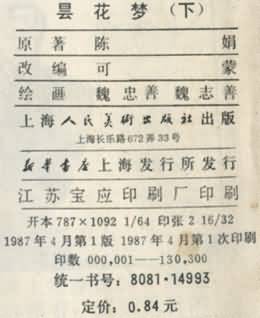 昙花梦（下）
原著 陈娟
改编 可蒙
绘画 魏忠善 魏志善
上海人民美术出版社出版
上海长乐路672弄33号
新华书店上海发行所发行
江苏宝应印刷厂印刷
开本787×1092 1/64 印张2 16/32
1987年4月第1版 1987年4月第1次印刷
印数 000,001—130,300
统一书号：8081·14993
定价：0.84元